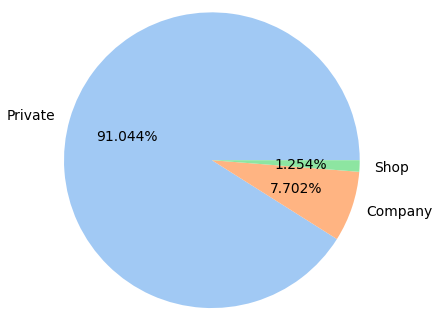 Private
91.044%
1.254%
Shop
7.702%
Company